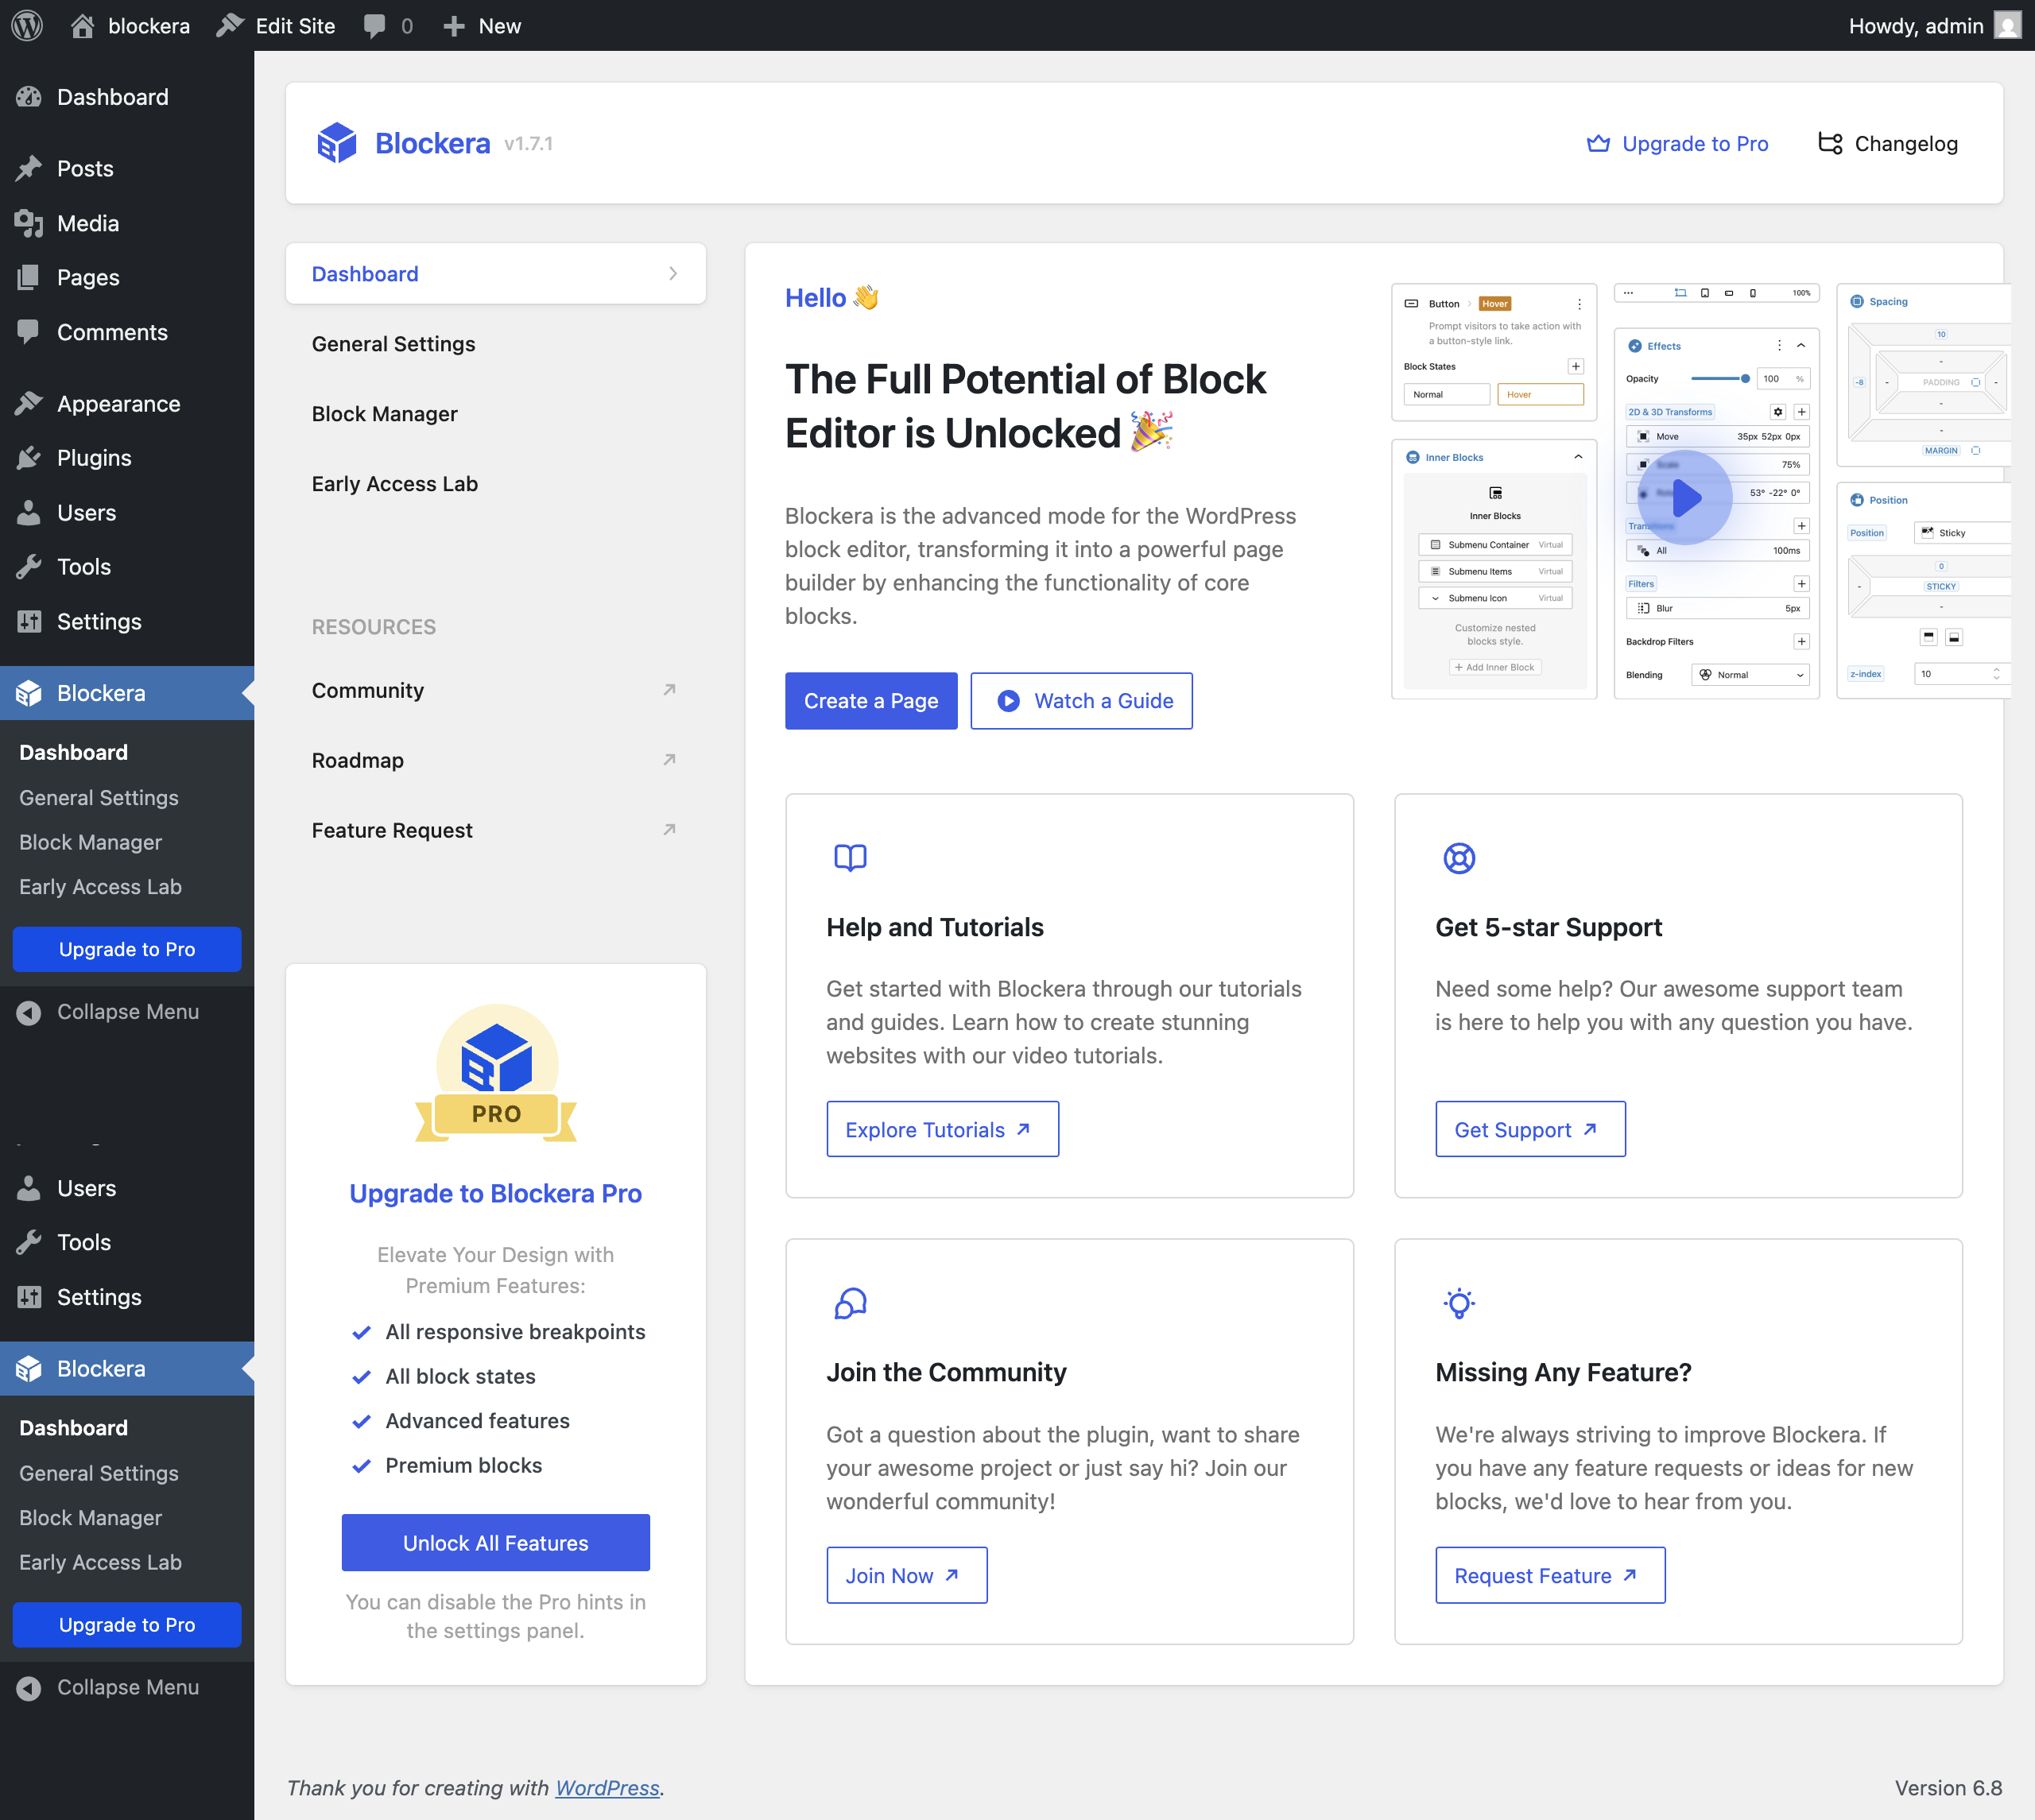 blockera
Edit Site
0
New
Howdy, admin
Dashboard
Posts
Media
Pages
Comments
Appearance
Plugins
Users
Tools
Settings
Blockera
Dashboard
General Settings
Block Manager
Early Access Lab
Upgrade to Pro
Collapse Menu
Users
Tools
Settings
Blockera
Dashboard
General Settings
Block Manager
Early Access Lab
Upgrade to Pro
Collapse Menu
Blockera v1.7.1
Upgrade to Pro
Changelog
Dashboard
General Settings
Block Manager
Early Access Lab
RESOURCES
Community
Roadmap
Feature Request
PRO
Upgrade to Blockera Pro
Elevate Your Design with
Premium Features:
All responsive breakpoints
All block states
Advanced features
Premium blocks
Unlock All Features
You can disable the Pro hints in
the settings panel.
Hello 👋
The Full Potential of Block
Editor is Unlocked 🎉
Blockera is the advanced mode for the WordPress
block editor, transforming it into a powerful page
builder by enhancing the functionality of core
blocks.
Create a Page
Watch a Guide
Button
Hover
Prompt visitors to take action with
a button-style link.
Block States
Normal
Hover
Inner Blocks
Inner Blocks
Submenu Container Virtual
Submenu Items Virtual
Submenu Icon Virtual
Customize nested
blocks style.
+ Add Inner Block
100%
Effects
Opacity
100 %
2D & 3D Transforms
Move 35px 52px 0px
Scale 75%
53° -22° 0°
Transitions
All 100ms
Filters
Blur 5px
Backdrop Filters
Blending
Normal
Spacing
10
-
-8
-
PADDING
-
-
-
MARGIN
Position
Position
Sticky
0
-
STICKY
-
z-index
10
Help and Tutorials
Get started with Blockera through our tutorials
and guides. Learn how to create stunning
websites with our video tutorials.
Explore Tutorials
Get 5-star Support
Need some help? Our awesome support team
is here to help you with any question you have.
Get Support
Join the Community
Got a question about the plugin, want to share
your awesome project or just say hi? Join our
wonderful community!
Join Now
Missing Any Feature?
We're always striving to improve Blockera. If
you have any feature requests or ideas for new
blocks, we'd love to hear from you.
Request Feature
Thank you for creating with WordPress.
Version 6.8